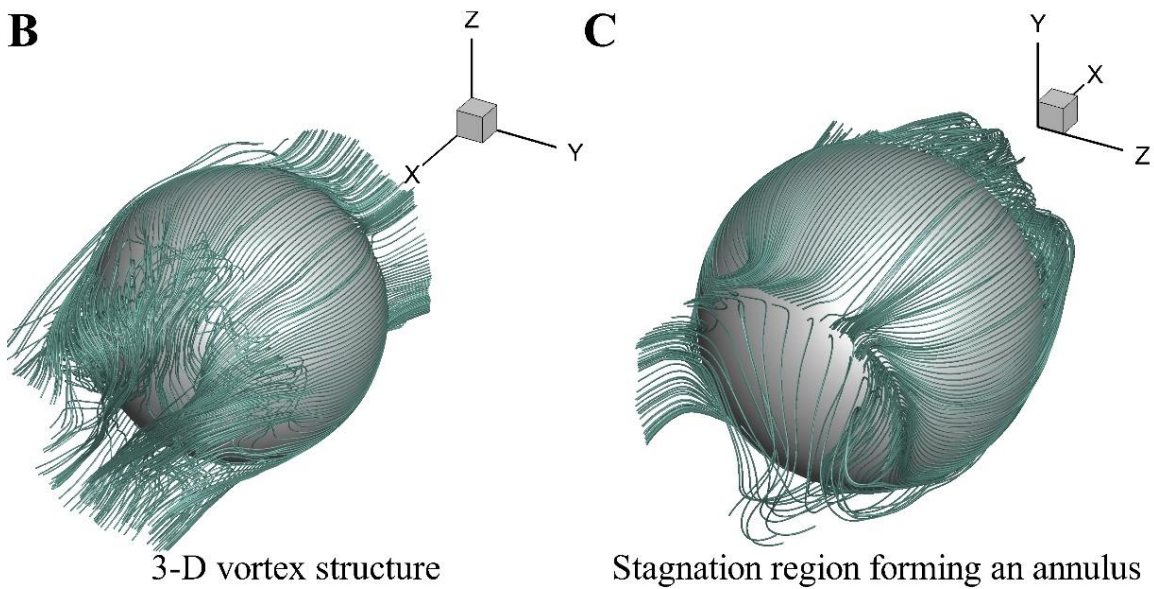 B
Z
X
Y
3-D vortex structure
C
Y
X
Z
Stagnation region forming an annulus